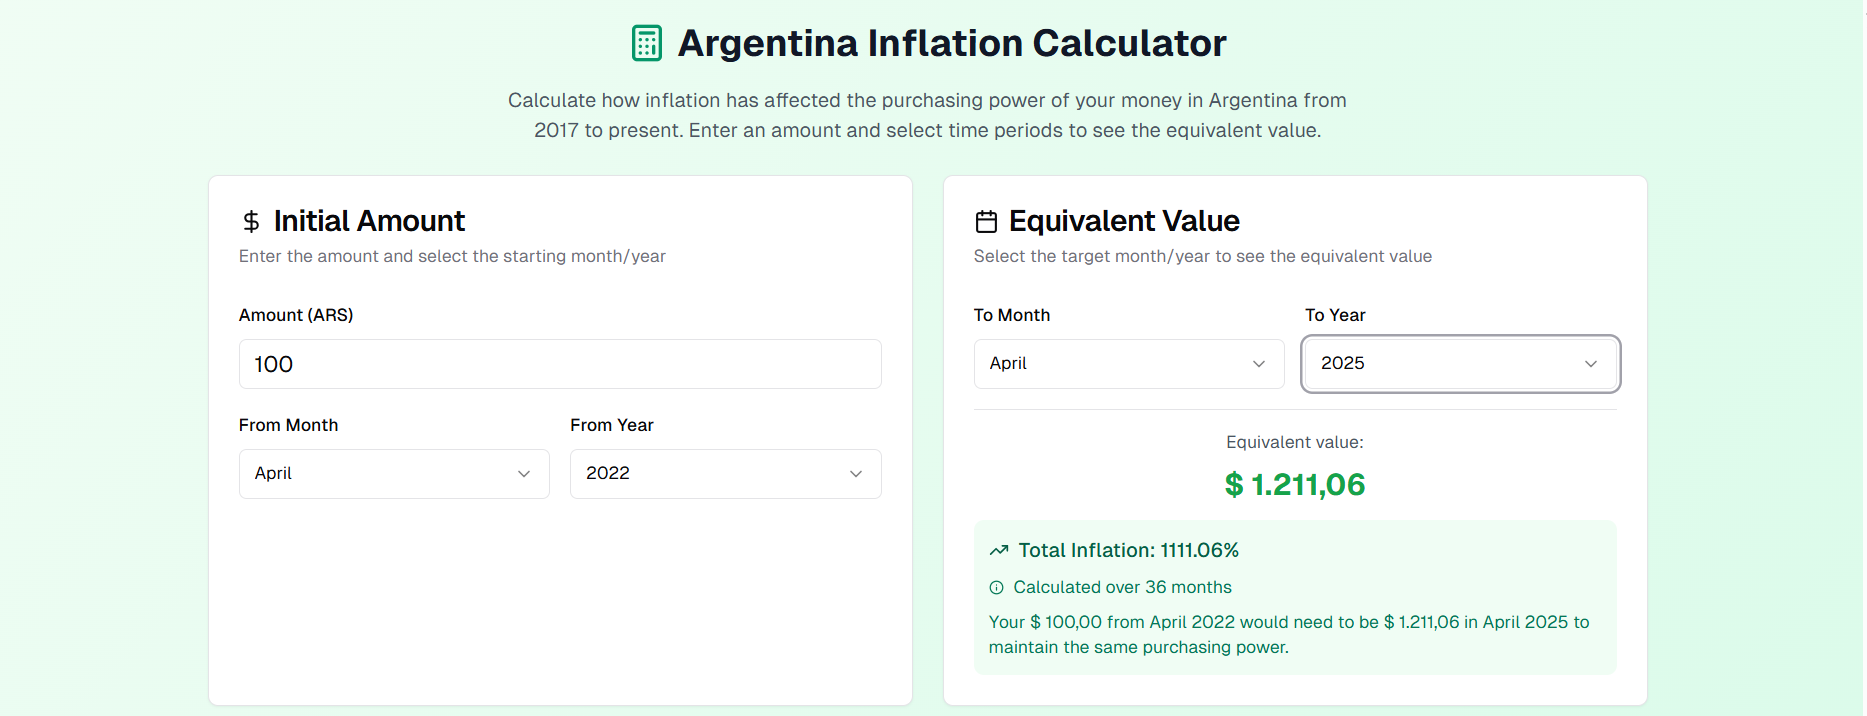 Argentina Inflation Calculator
Calculate how inflation has affected the purchasing power of your money in Argentina from
2017 to present. Enter an amount and select time periods to see the equivalent value.
Initial Amount
Enter the amount and select the starting month/year
Amount (ARS)
100
From Month
From Year
April
2022
Equivalent Value
Select the target month/year to see the equivalent value
To Month
To Year
April
2025
Equivalent value:
$ 1.211,06
Total Inflation: 1111.06%
Calculated over 36 months
Your $ 100,00 from April 2022 would need to be $ 1.211,06 in April 2025 to
maintain the same purchasing power.